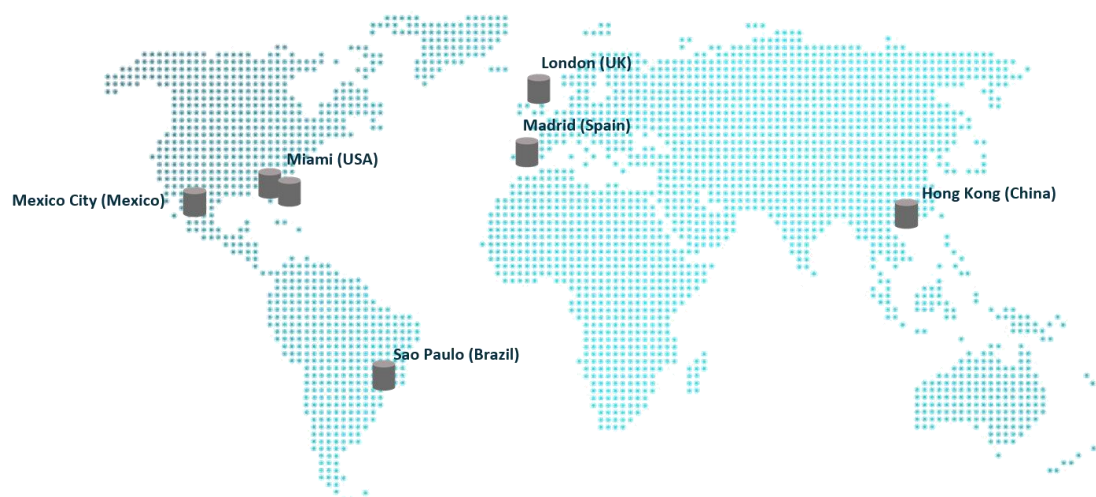 London (UK)
Madrid (Spain)
Miami (USA)
Mexico City (Mexico)
Hong Kong (China)
Sao Paulo (Brazil)